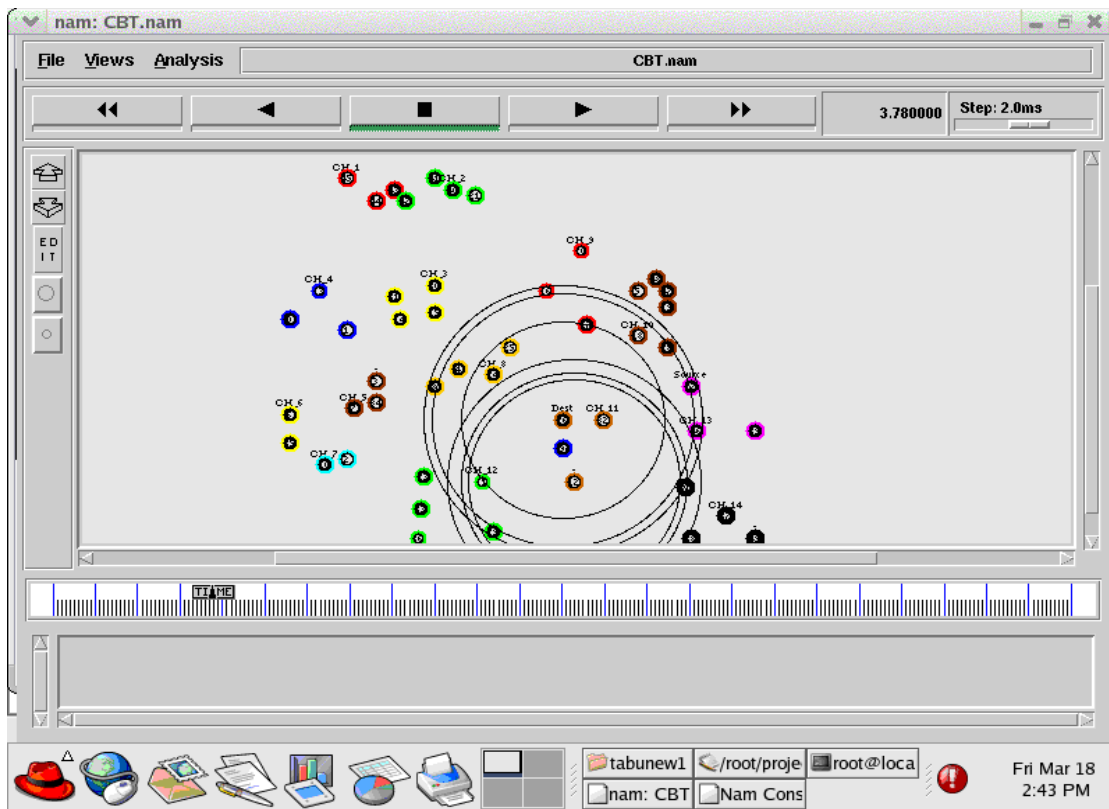 nam: CBT.nam
File Views Analysis CBT.nam
3.780000 Step: 2.0ms
ED
IT
CH_1
CH_2
CH_9
CH_4
CH_3
CH_10
CH_8
Source
CH_6
CH_5
Dest CH_11
CH_13
CH_7
CH_12
CH_14
TIME
tabunew1 /root/proje root@loca
nam: CBT Nam Cons
Fri Mar 18
2:43 PM